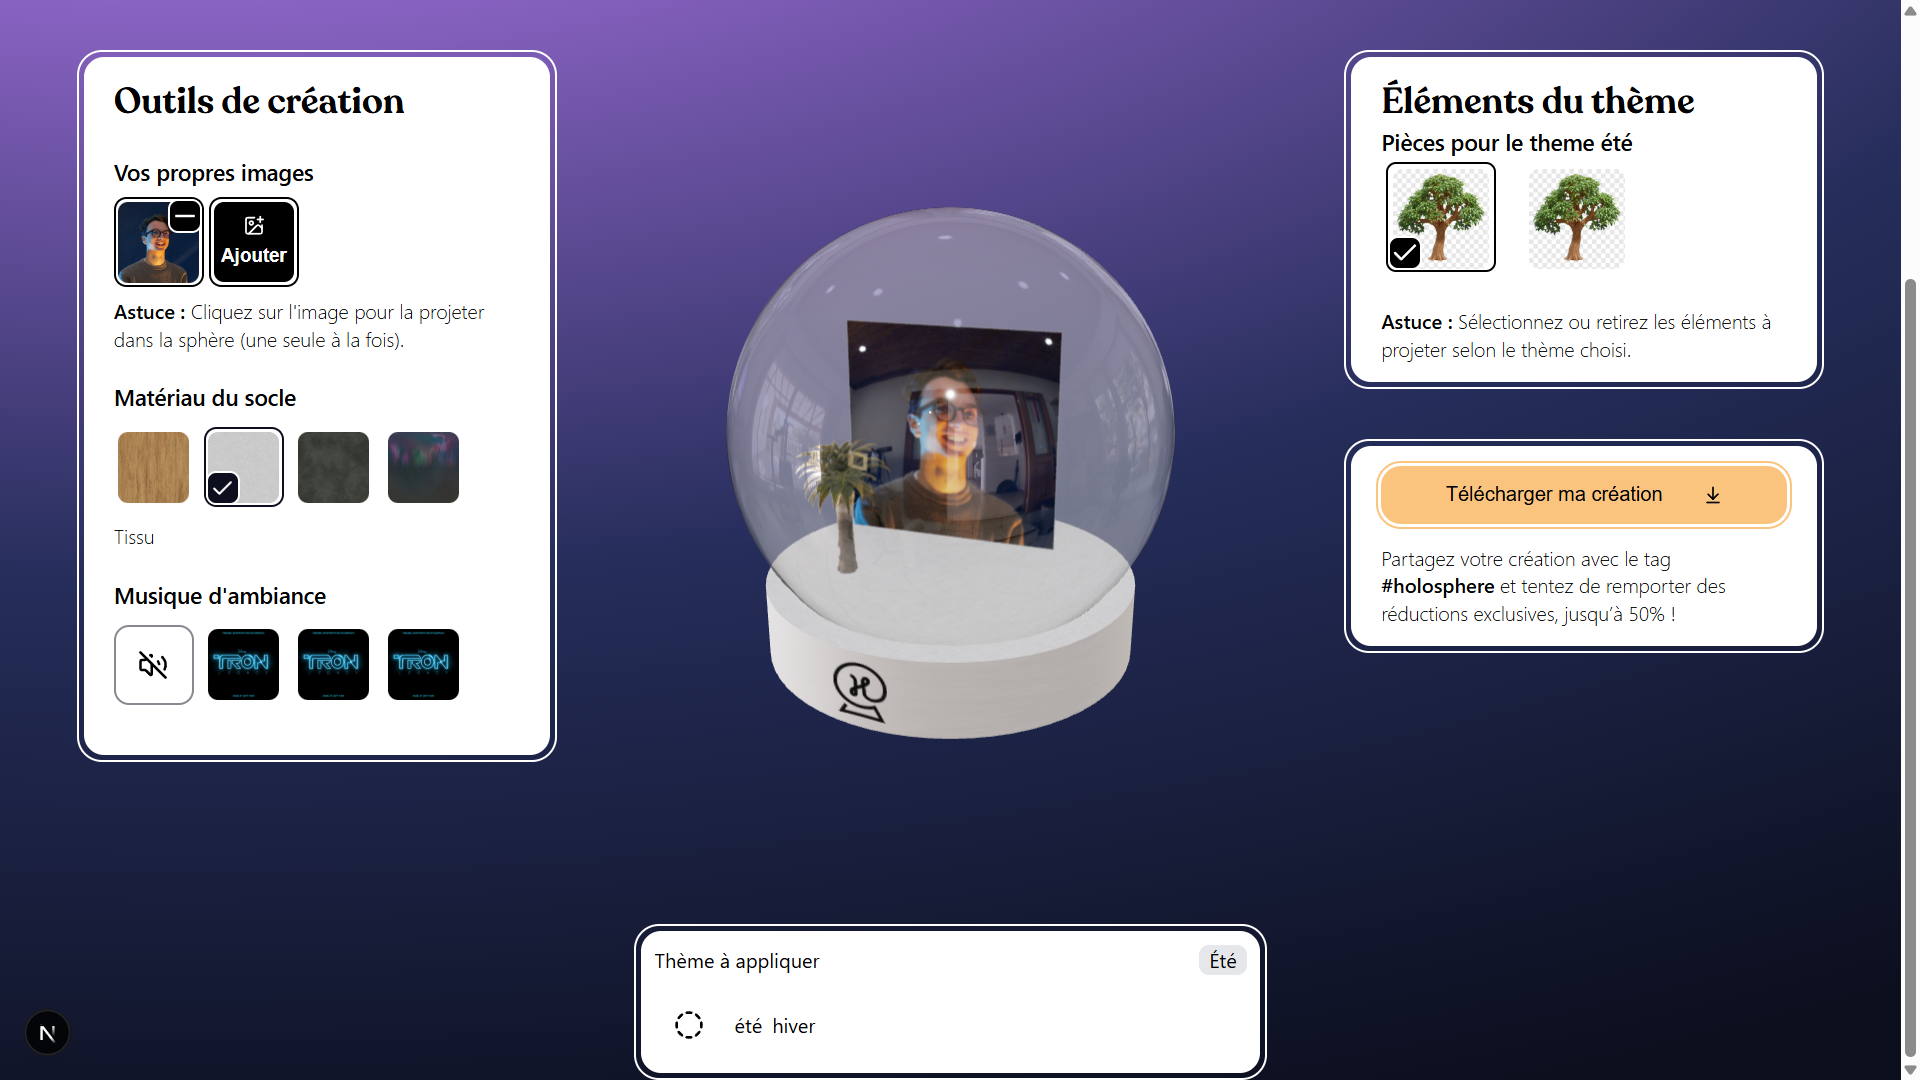 Outils de création
Vos propres images
Ajouter
Astuce : Cliquez sur l'image pour la projeter
dans la sphère (une seule à la fois).
Matériau du socle
Tissu
Musique d'ambiance
TRON
TRON
TRON
Éléments du thème
Pièces pour le theme été
Astuce : Sélectionnez ou retirez les éléments à
projeter selon le thème choisi.
Télécharger ma création
Partagez votre création avec le tag
#holosphere et tentez de remporter des
réductions exclusives, jusqu’à 50% !
Thème à appliquer
Été
été hiver
N